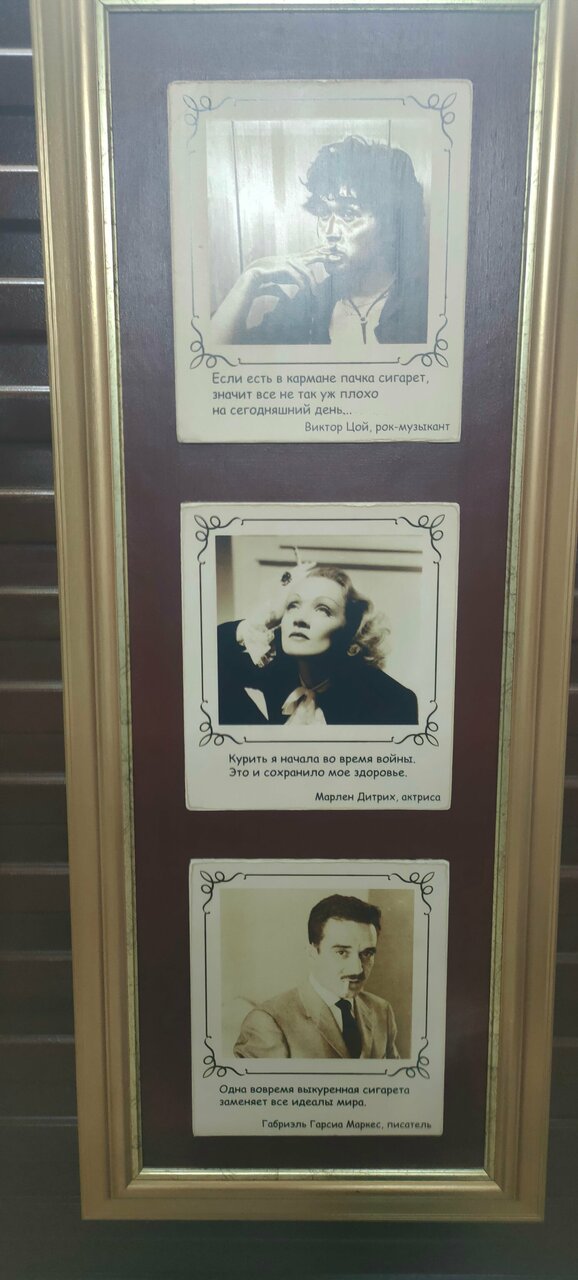 Если есть в кармане пачка сигарет,
значит все не так уж плохо
на сегодняшний день...
Виктор Цой, рок-музыкант
Курить я начала во время войны.
Это и сохранило мое здоровье.
Марлен Дитрих, актриса
Одна вовремя выкуренная сигарета
заменяет все идеалы мира.
Габриэль Гарсиа Маркес, писатель